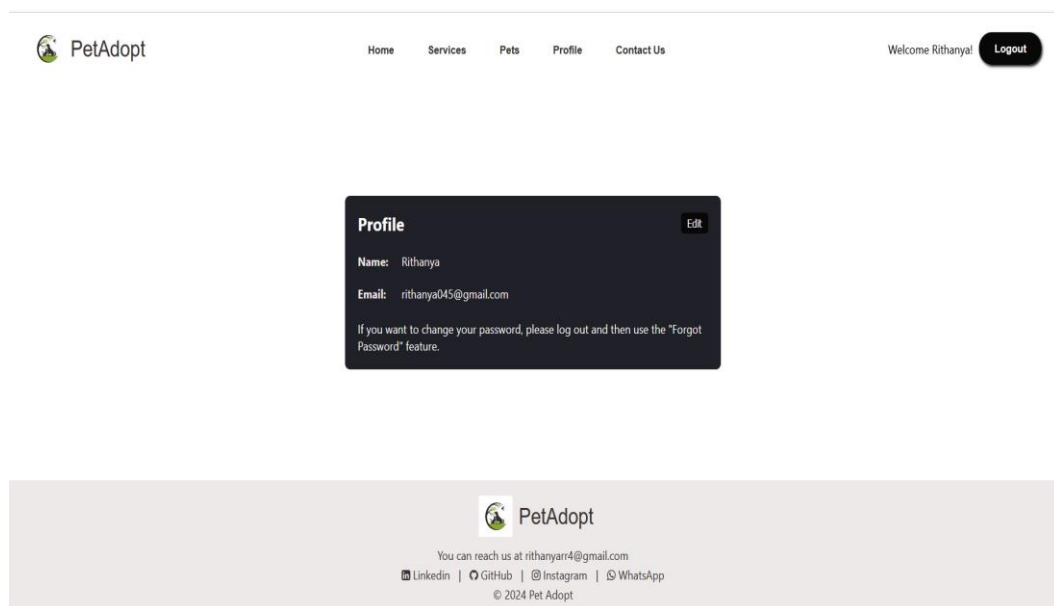 PetAdopt
Home Services Pets Profile Contact Us
Welcome Rithanya! Logout
Profile
Edit
Name: Rithanya
Email: rithanya045@gmail.com
If you want to change your password, please log out and then use the "Forgot
Password" feature.
PetAdopt
You can reach us at rithanyarr4@gmail.com
Linkedin | GitHub | Instagram | WhatsApp
© 2024 Pet Adopt